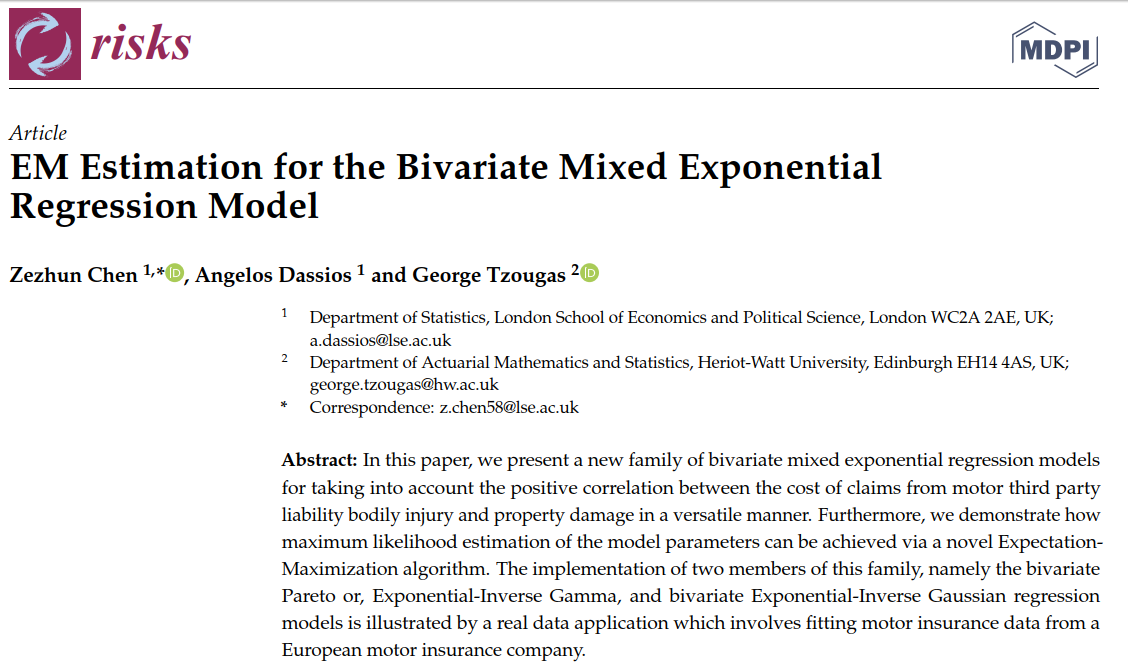 risks
MDPI
Article
EM Estimation for the Bivariate Mixed Exponential
Regression Model
Zezhun Chen 1,* iD, Angelos Dassios 1 and George Tzougas 2 iD
1 Department of Statistics, London School of Economics and Political Science, London WC2A 2AE, UK;
a.dassios@lse.ac.uk
2 Department of Actuarial Mathematics and Statistics, Heriot-Watt University, Edinburgh EH14 4AS, UK;
george.tzougas@hw.ac.uk
* Correspondence: z.chen58@lse.ac.uk
Abstract: In this paper, we present a new family of bivariate mixed exponential regression models
for taking into account the positive correlation between the cost of claims from motor third party
liability bodily injury and property damage in a versatile manner. Furthermore, we demonstrate how
maximum likelihood estimation of the model parameters can be achieved via a novel Expectation-
Maximization algorithm. The implementation of two members of this family, namely the bivariate
Pareto or, Exponential-Inverse Gamma, and bivariate Exponential-Inverse Gaussian regression
models is illustrated by a real data application which involves fitting motor insurance data from a
European motor insurance company.